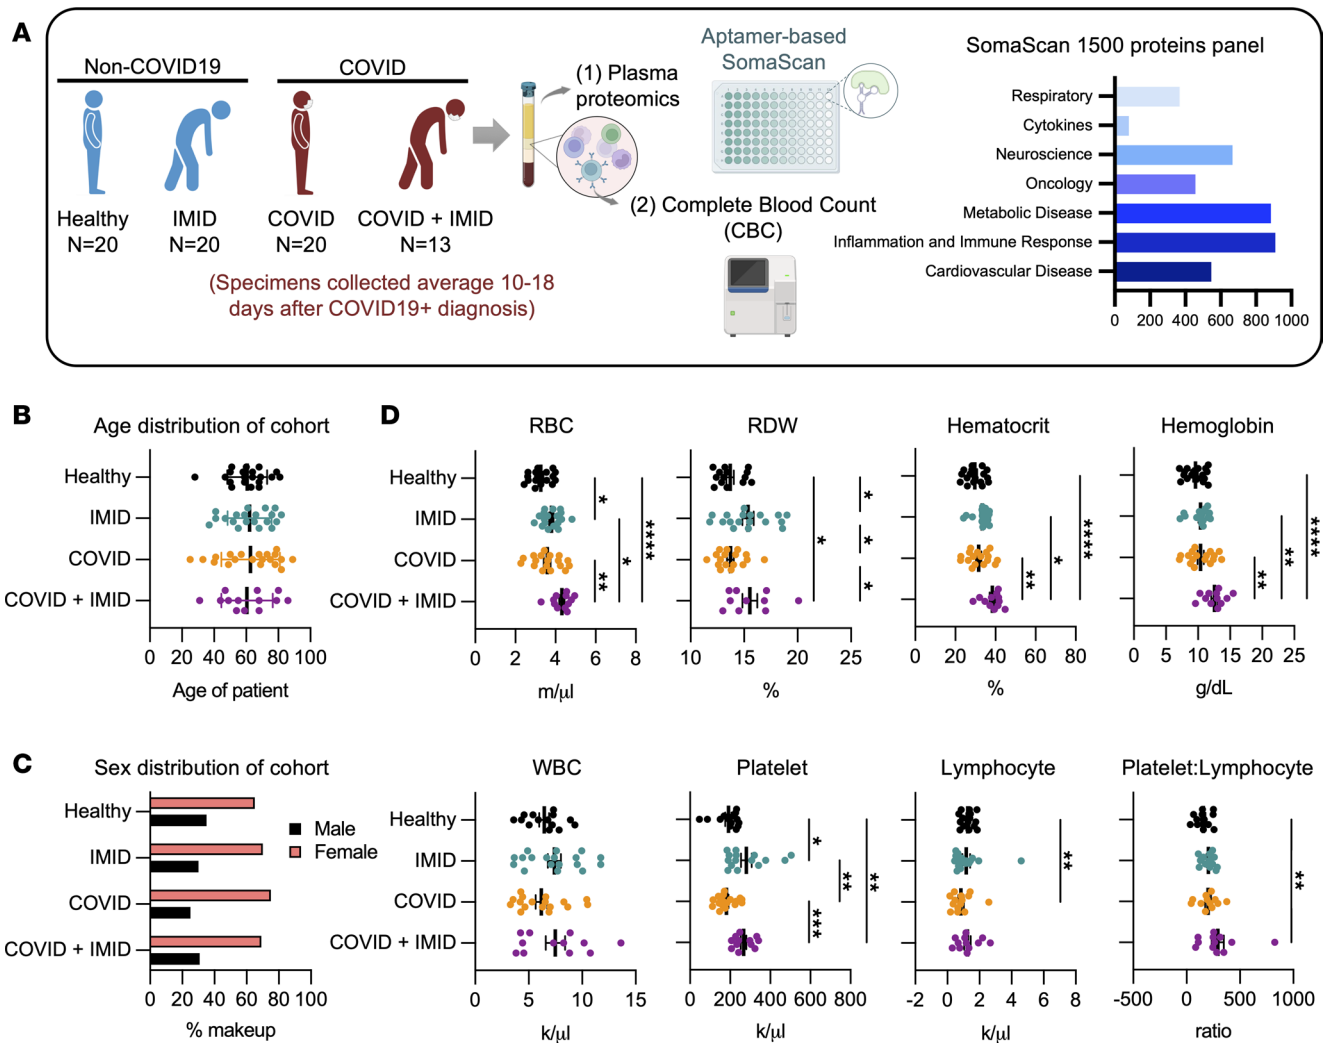 A
Non-COVID19
COVID
Healthy
N=20
IMID
N=20
COVID
N=20
COVID + IMID
N=13
(Specimens collected average 10-18
days after COVID19+ diagnosis)
(1) Plasma
proteomics
Aptamer-based
SomaScan
(2) Complete Blood Count
(CBC)
SomaScan 1500 proteins panel
Respiratory
Cytokines
Neuroscience
Oncology
Metabolic Disease
Inflammation and Immune Response
Cardiovascular Disease
0 200 400 600 800 1000
B
Age distribution of cohort
Healthy
IMID
COVID
COVID + IMID
0 20 40 60 80 100
Age of patient
D
RBC
Healthy
IMID
COVID
COVID + IMID
*
**
*
****
0 2 4 6 8
m/µl
RDW
*
*
*
*
10 15 20 25
%
Hematocrit
**
*
****
0 20 40 60 80
%
Hemoglobin
**
**
****
0 5 10 15 20 25
g/dL
C
Sex distribution of cohort
Healthy
IMID
COVID
COVID + IMID
Male
Female
0 20 40 60 80 100
% makeup
WBC
Healthy
IMID
COVID
COVID + IMID
0 5 10 15
k/µl
Platelet
*
***
**
**
0 200 400 600 800
k/µl
Lymphocyte
**
-2 0 2 4 6 8
k/µl
Platelet:Lymphocyte
**
-500 0 500 1000
ratio